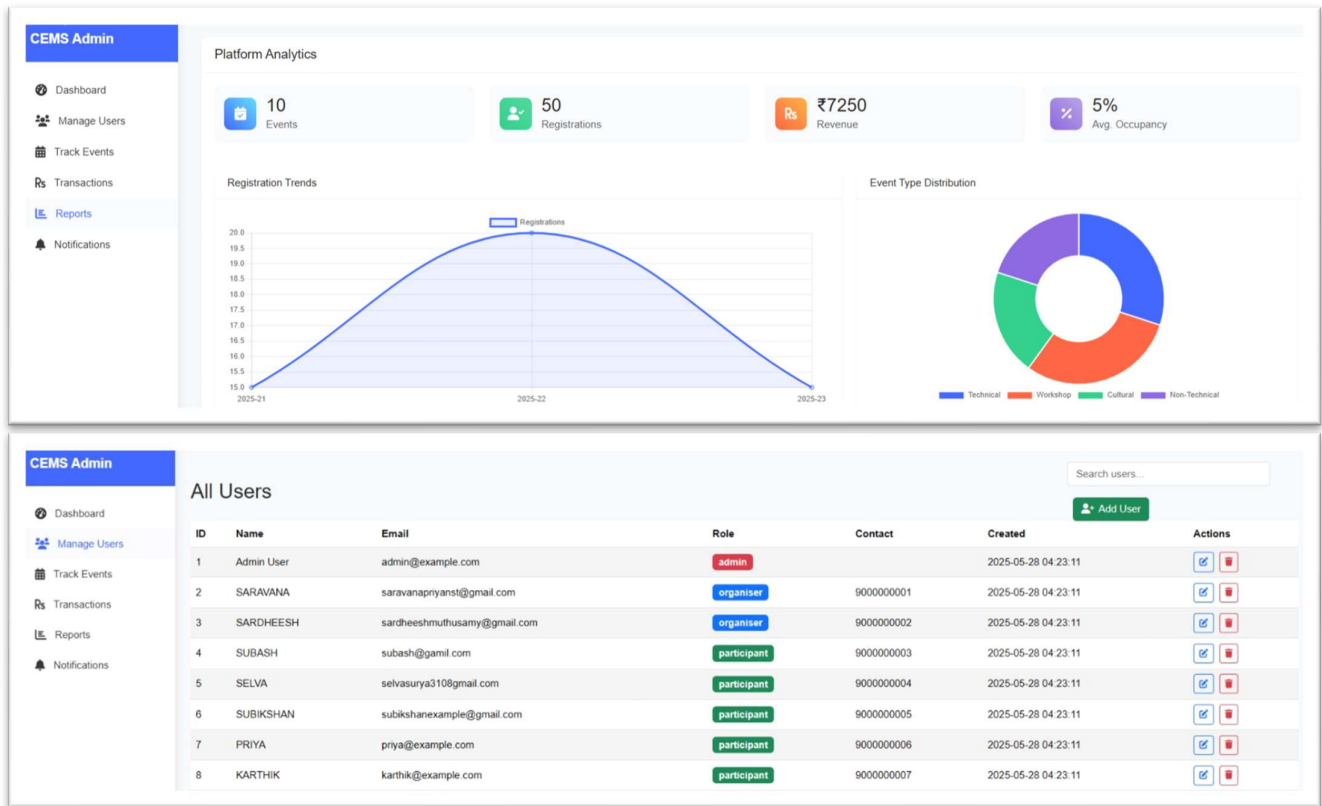 CEMS Admin
Dashboard
Manage Users
Track Events
Rs Transactions
Reports
Notifications
Platform Analytics
10
Events
50
Registrations
Rs
₹7250
Revenue
5%
Avg. Occupancy
Registration Trends
Registrations
20.0
19.5
19.0
18.5
18.0
17.5
17.0
16.5
16.0
15.5
15.0
2025-21 2025-22 2025-23
Event Type Distribution
Technical Workshop Cultural Non-Technical
CEMS Admin
Dashboard
Manage Users
Track Events
Rs Transactions
Reports
Notifications
All Users
Search users...
Add User
ID Name Email Role Contact Created Actions
1 Admin User admin@example.com admin 2025-05-28 04:23:11
2 SARAVANA saravanapriyanst@gmail.com organiser 9000000001 2025-05-28 04:23:11
3 SARDHEESH sardheeshmuthusamy@gmail.com organiser 9000000002 2025-05-28 04:23:11
4 SUBASH subash@gamil.com participant 9000000003 2025-05-28 04:23:11
5 SELVA selvasurya3108gmail.com participant 9000000004 2025-05-28 04:23:11
6 SUBIKSHAN subikshanexample@gmail.com participant 9000000005 2025-05-28 04:23:11
7 PRIYA priya@example.com participant 9000000006 2025-05-28 04:23:11
8 KARTHIK karthik@example.com participant 9000000007 2025-05-28 04:23:11